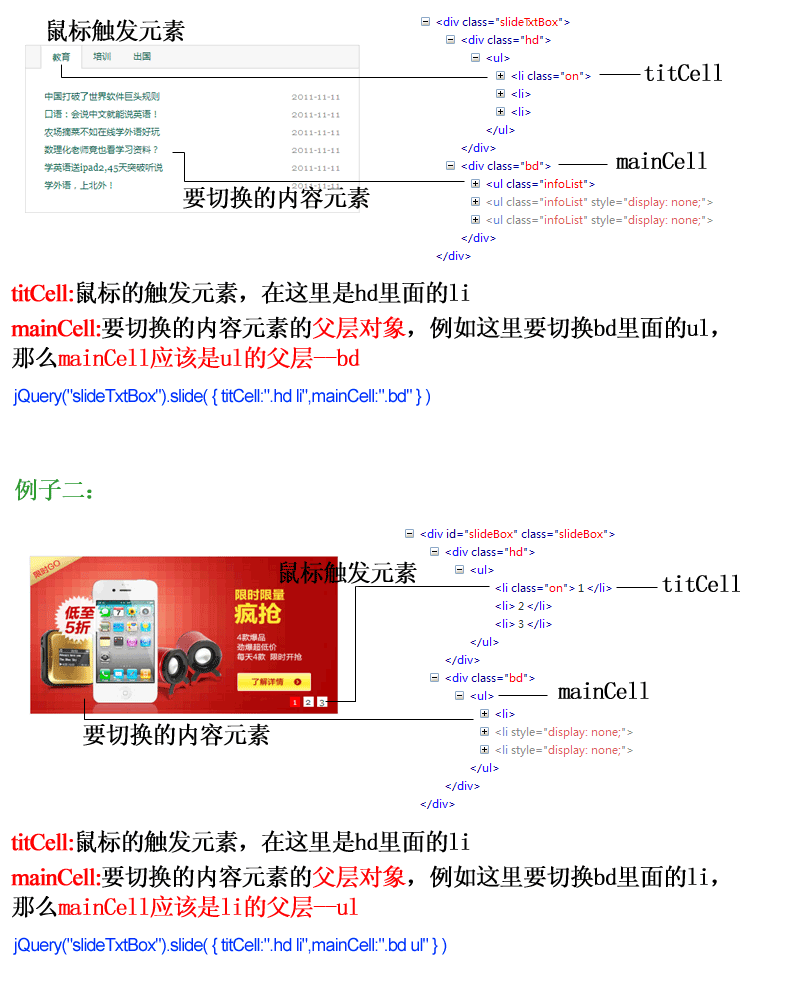 鼠标触发元素
教育 培训 出国
中国打破了世界软件巨头规则 2011-11-11
口语：会说中文就能说英语！ 2011-11-11
农场摘菜不如在线学外语好玩 2011-11-11
数理化老师竟也看学习资料？ 2011-11-11
学英语送ipad2,45天突破听说 2011-11-11
学外语，上北外！ 2011-11-11
要切换的内容元素
<div class="slideTxtBox">
<div class="hd">
<ul>
<li class="on">
titCell
<li>
<li>
</ul>
</div>
<div class="bd">
mainCell
<ul class="infoList">
<ul class="infoList" style="display: none;">
<ul class="infoList" style="display: none;">
</div>
</div>
titCell:鼠标的触发元素，在这里是hd里面的li
mainCell:要切换的内容元素的父层对象，例如这里要切换bd里面的ul，
那么mainCell应该是ul的父层—bd
jQuery("slideTxtBox").slide( { titCell:".hd li",mainCell:".bd" } )
例子二：
限时GO
鼠标触发元素
低至
5折
限时限量
疯抢
4款爆品
劲爆超低价
每天4款 限时开抢
了解详情
1 2 3
要切换的内容元素
<div id="slideBox" class="slideBox">
<div class="hd">
<ul>
<li class="on"> 1 </li>
titCell
<li> 2 </li>
<li> 3 </li>
</ul>
</div>
<div class="bd">
<ul>
mainCell
<li>
<li style="display: none;">
<li style="display: none;">
</ul>
</div>
</div>
titCell:鼠标的触发元素，在这里是hd里面的li
mainCell:要切换的内容元素的父层对象，例如这里要切换bd里面的li，
那么mainCell应该是li的父层—ul
jQuery("slideTxtBox").slide( { titCell:".hd li",mainCell:".bd ul" } )